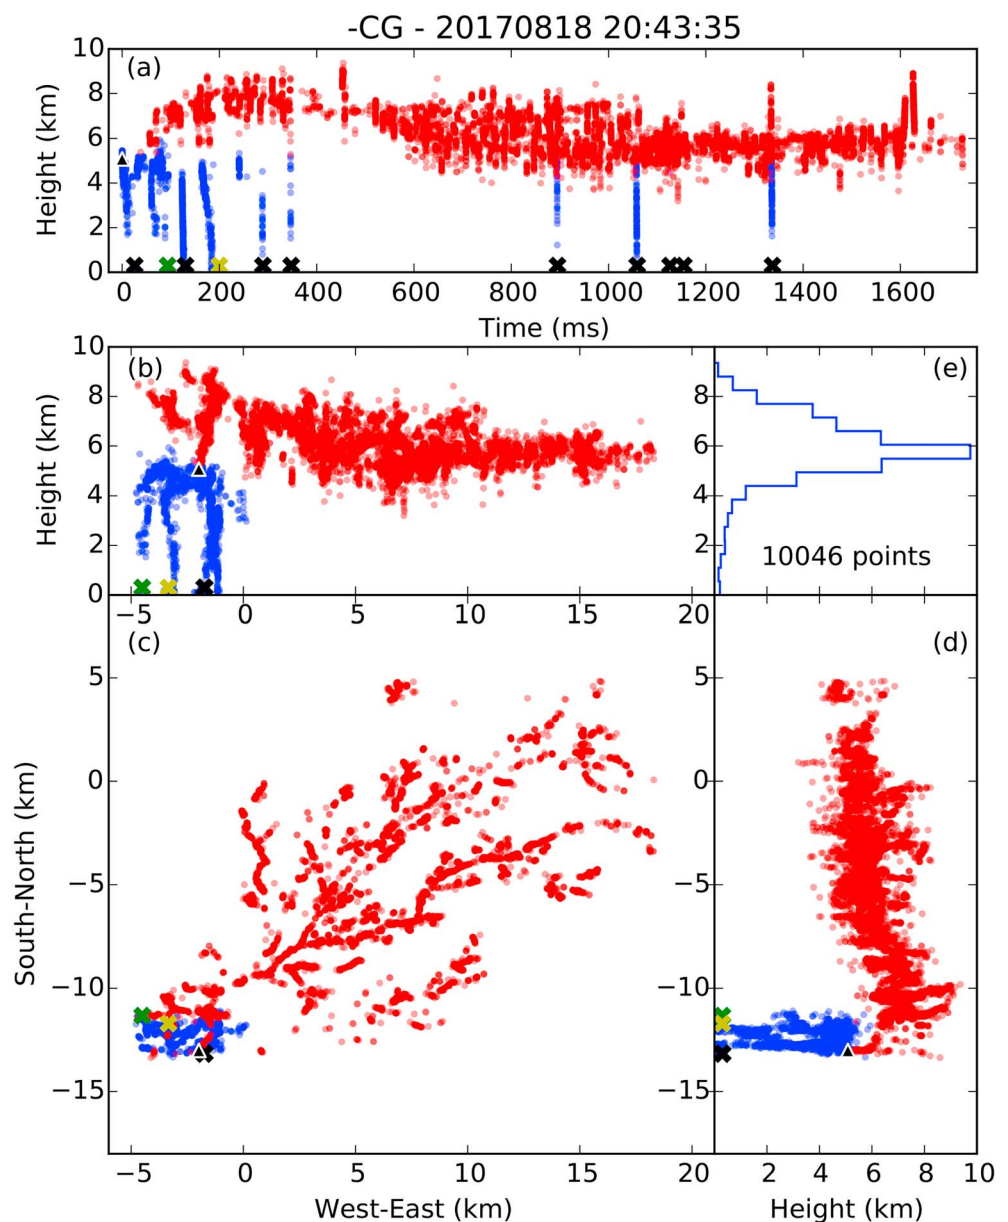 -CG - 20170818 20:43:35
(a)
10
8
6
4
2
0
Height (km)
0 200 400 600 800 1000 1200 1400 1600
Time (ms)
(b)
10
8
6
4
2
0
Height (km)
−5 0 5 10 15 20
(e)
8
6
4
2
10046 points
(c)
5
0
−5
−10
−15
South-North (km)
−5 0 5 10 15 20
West-East (km)
(d)
5
0
−5
−10
−15
2 4 6 8 10
Height (km)